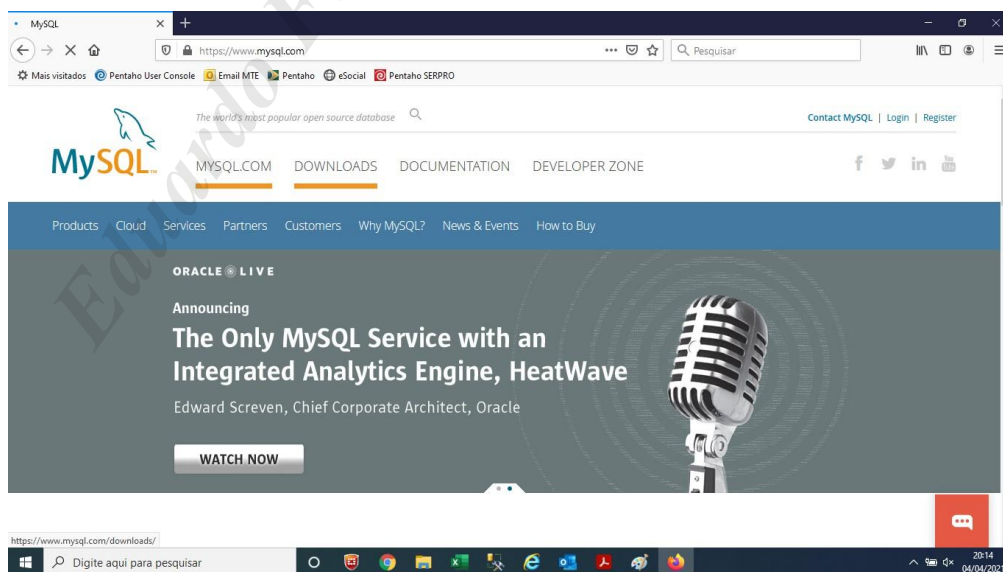 MySQL
https://www.mysql.com
Pesquisar
Mais visitados Pentaho User Console Email MTE Pentaho eSocial Pentaho SERPRO
The world's most popular open source database
Contact MySQL | Login | Register
MySQL
MYSQL.COM DOWNLOADS DOCUMENTATION DEVELOPER ZONE
Products Cloud Services Partners Customers Why MySQL? News & Events How to Buy
ORACLE LIVE
Announcing
The Only MySQL Service with an
Integrated Analytics Engine, HeatWave
Edward Screven, Chief Corporate Architect, Oracle
WATCH NOW
https://www.mysql.com/downloads/
Digite aqui para pesquisar
20:14
Eduardo